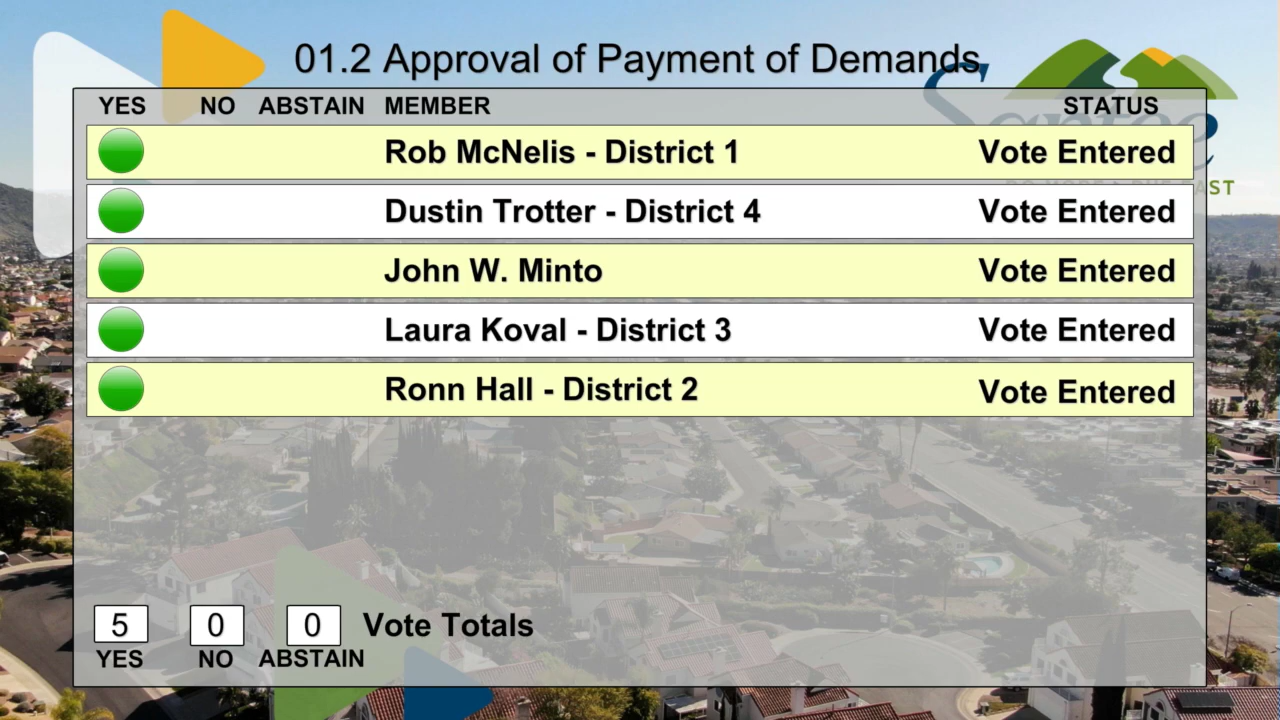 01.2 Approval of Payment of Demands
YES NO ABSTAIN MEMBER STATUS
Rob McNelis - District 1 Vote Entered
Dustin Trotter - District 4 Vote Entered
John W. Minto Vote Entered
Laura Koval - District 3 Vote Entered
Ronn Hall - District 2 Vote Entered
5 0 0 Vote Totals
YES NO ABSTAIN